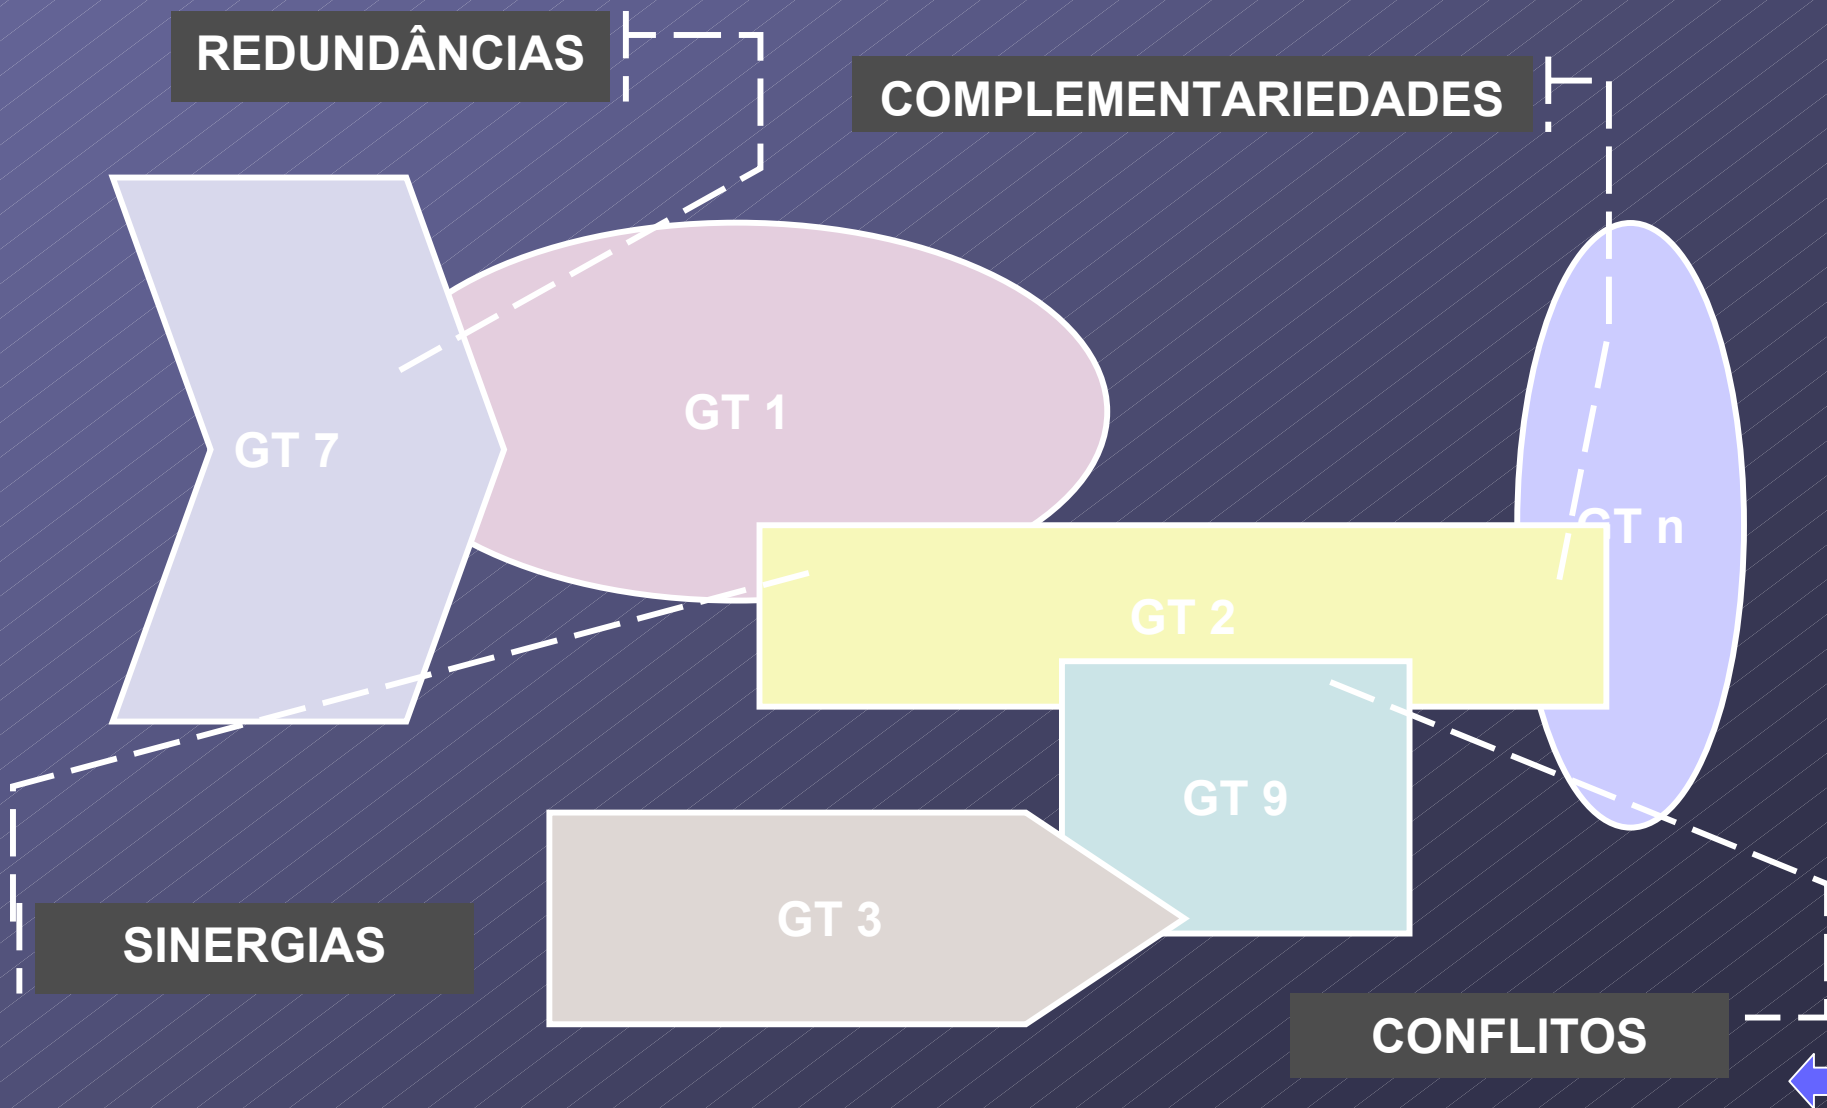 REDUNDÂNCIAS
COMPLEMENTARIEDADES
GT 1
GT 7
GT n
GT 2
GT 9
GT 3
SINERGIAS
CONFLITOS